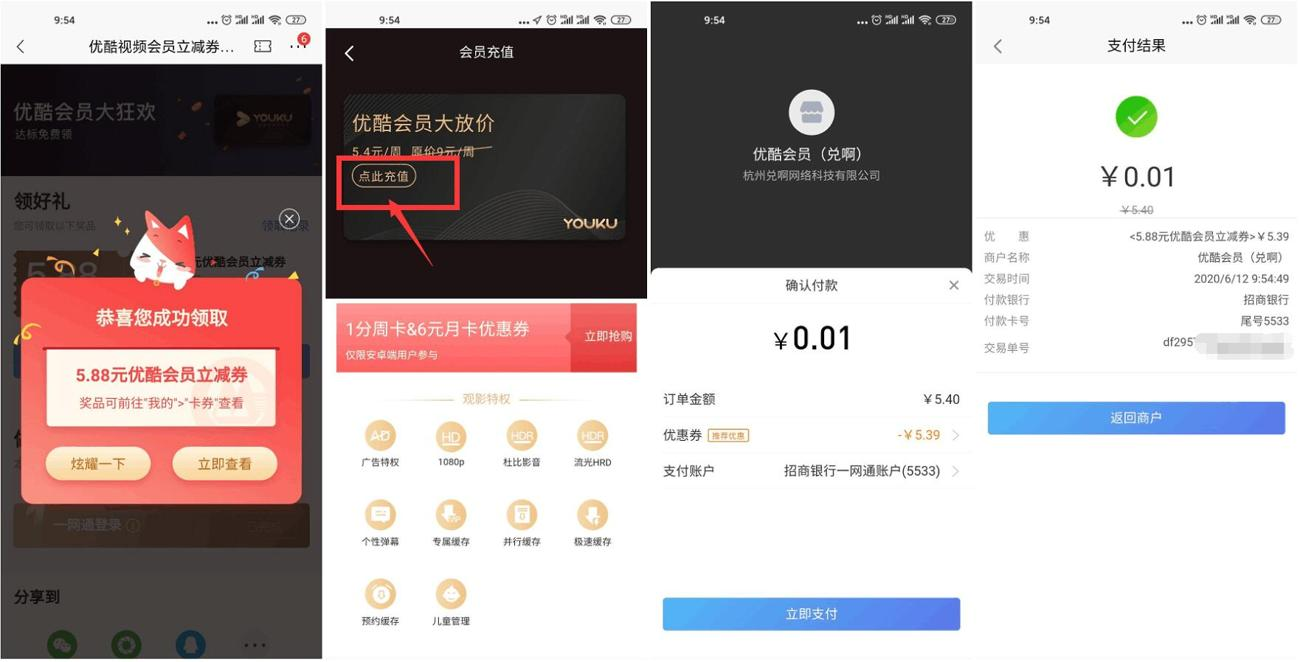 9:54
27
优酷视频会员立减券...
6
优酷会员大狂欢
达标免费领
YOUKU
领好礼
您可领取以下奖品
5.88
元优酷会员立减券
恭喜您成功领取
5.88元优酷会员立减券
奖品可前往"我的">"卡券"查看
炫耀一下
立即查看
一网通登录
分享到
9:54
27
会员充值
优酷会员大放价
5.4元/周 原价9元/周
点此充值
YOUKU
1分周卡&6元月卡优惠券
仅限安卓端用户参与
立即抢购
观影特权
AD
HD
HDR
HDR
广告特权
1080p
杜比影音
流光HRD
VIP
个性弹幕
专属缓存
并行缓存
极速缓存
预约缓存
儿童管理
9:54
27
优酷会员（兑啊）
杭州兑啊网络科技有限公司
确认付款
¥0.01
订单金额
￥5.40
优惠券 推荐优惠
-￥5.39
支付账户
招商银行一网通账户(5533)
立即支付
9:54
27
支付结果
￥0.01
￥5.40
优 惠
<5.88元优酷会员立减券>￥5.39
商户名称
优酷会员（兑啊）
交易时间
2020/6/12 9:54:49
付款银行
招商银行
付款卡号
尾号5533
交易单号
df295
返回商户